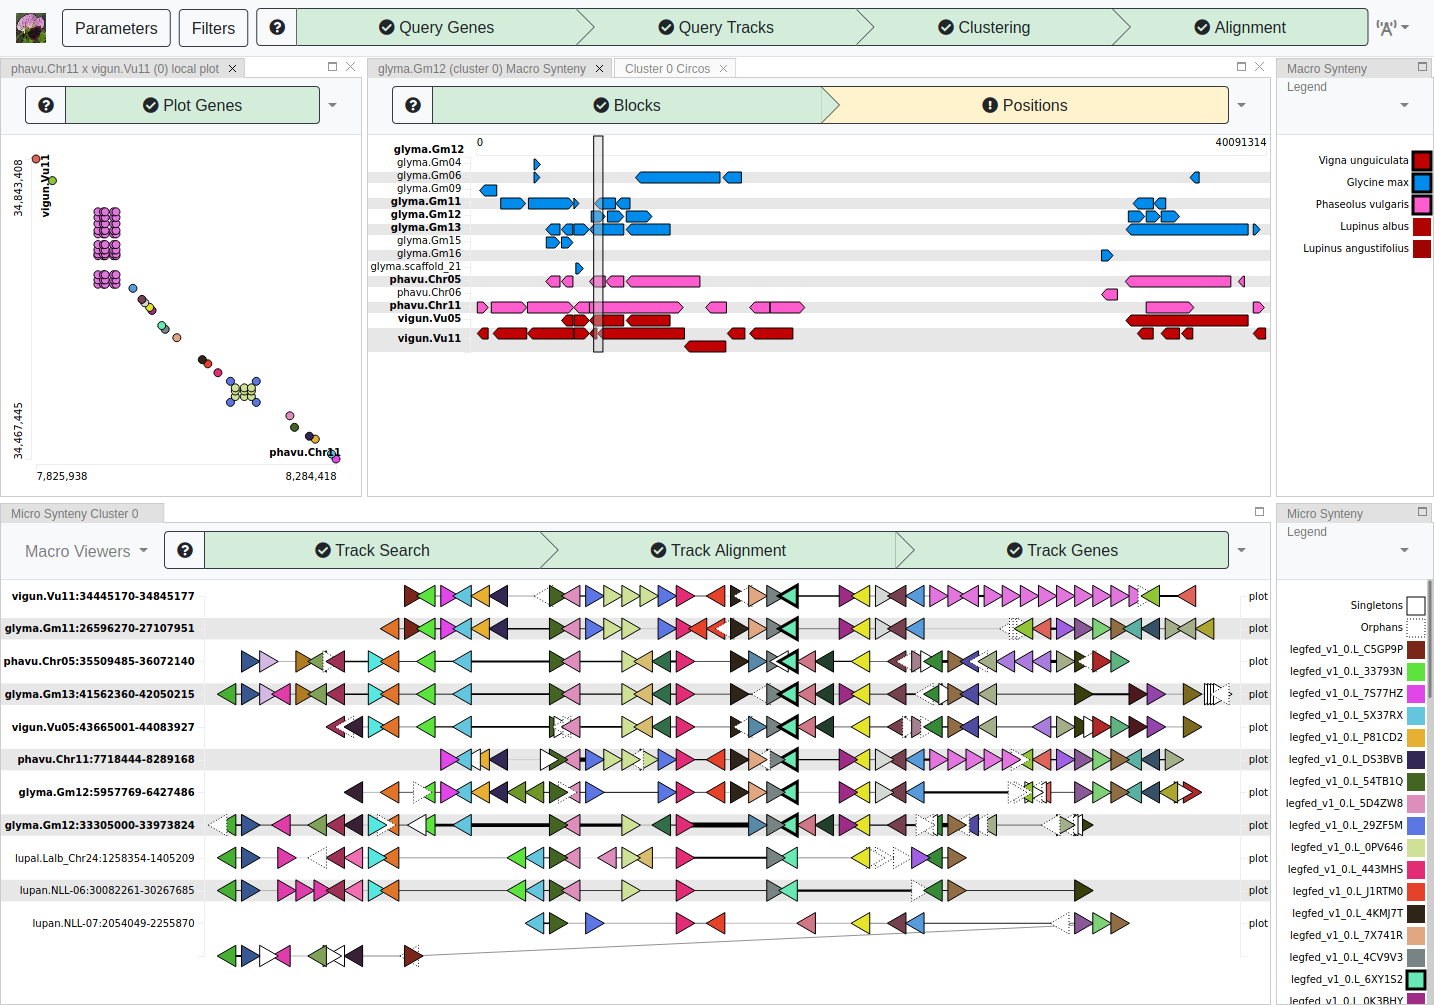 Parameters
Filters
Query Genes
Query Tracks
Clustering
Alignment
phavu.Chr11 x vigun.Vu11 (0) local plot
Plot Genes
34,843,408
vigun.Vu11
34,467,445
phavu.Chr11
7,825,938
8,284,418
glyma.Gm12 (cluster 0) Macro Synteny
Cluster 0 Circos
Blocks
Positions
0
40091314
glyma.Gm12
glyma.Gm04
glyma.Gm06
glyma.Gm09
glyma.Gm11
glyma.Gm12
glyma.Gm13
glyma.Gm15
glyma.Gm16
glyma.scaffold_21
phavu.Chr05
phavu.Chr06
phavu.Chr11
vigun.Vu05
vigun.Vu11
Macro Synteny
Legend
Vigna unguiculata
Glycine max
Phaseolus vulgaris
Lupinus albus
Lupinus angustifolius
Micro Synteny Cluster 0
Macro Viewers
Track Search
Track Alignment
Track Genes
vigun.Vu11:34445170-34845177 plot
glyma.Gm11:26596270-27107951 plot
phavu.Chr05:35509485-36072140 plot
glyma.Gm13:41562360-42050215 plot
vigun.Vu05:43665001-44083927 plot
phavu.Chr11:7718444-8289168 plot
glyma.Gm12:5957769-6427486 plot
glyma.Gm12:33305000-33973824 plot
lupal.Lalb_Chr24:1258354-1405209 plot
lupan.NLL-06:30082261-30267685 plot
lupan.NLL-07:2054049-2255870 plot
Micro Synteny
Legend
Singletons
Orphans
legfed_v1_0.L_C5GP9P
legfed_v1_0.L_33793N
legfed_v1_0.L_7S77HZ
legfed_v1_0.L_5X37RX
legfed_v1_0.L_P81CD2
legfed_v1_0.L_DS3BVB
legfed_v1_0.L_54TB1Q
legfed_v1_0.L_5D4ZW8
legfed_v1_0.L_29ZF5M
legfed_v1_0.L_0PV646
legfed_v1_0.L_443MHS
legfed_v1_0.L_J1RTM0
legfed_v1_0.L_4KMJ7T
legfed_v1_0.L_7X741R
legfed_v1_0.L_4CV9V3
legfed_v1_0.L_6XY1S2
legfed_v1_0.L_0K3BHY